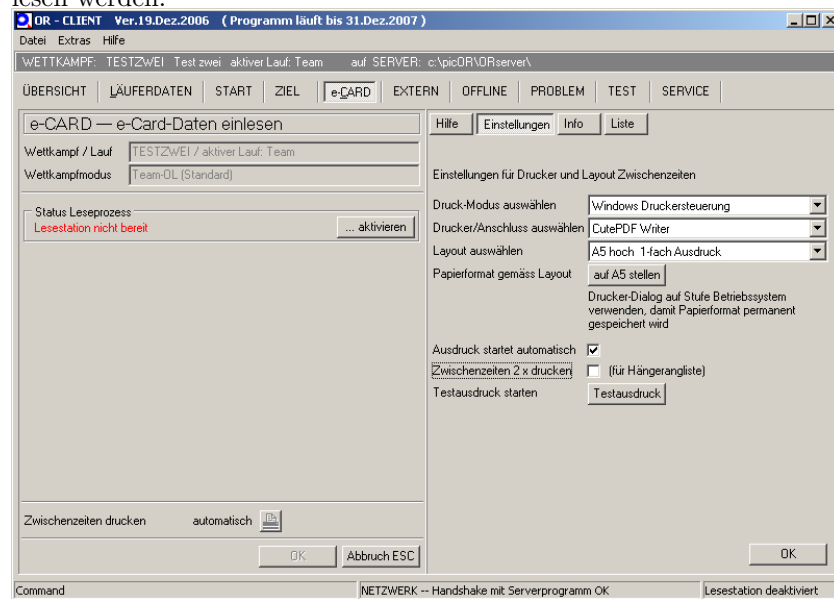 lesen werden.
OR - CLIENT Ver.19.Dez.2006 ( Programm läuft bis 31.Dez.2007 )
Datei Extras Hilfe
WETTKAMPF: TESTZWEI Test zwei aktiver Lauf: Team auf SERVER: c:\picOR\ORserver\
ÜBERSICHT LÄUFERDATEN START ZIEL e-CARD EXTERN OFFLINE PROBLEM TEST SERVICE
e-CARD — e-Card-Daten einlesen
Wettkampf / Lauf TESTZWEI / aktiver Lauf: Team
Wettkampfmodus Team-OL (Standard)
Status Leseprozess
Lesestation nicht bereit ... aktivieren
Zwischenzeiten drucken automatisch
OK Abbruch ESC
Hilfe Einstellungen Info Liste
Einstellungen für Drucker und Layout Zwischenzeiten
Druck-Modus auswählen Windows Druckersteuerung
Drucker/Anschluss auswählen CutePDF Writer
Layout auswählen A5 hoch 1-fach Ausdruck
Papierformat gemäss Layout auf A5 stellen
Drucker-Dialog auf Stufe Betriebssystem
verwenden, damit Papierformat permanent
gespeichert wird
Ausdruck startet automatisch
Zwischenzeiten 2 x drucken (für Hängerangliste)
Testausdruck starten Testausdruck
OK
Command NETZWERK -- Handshake mit Serverprogramm OK Lesestation deaktiviert